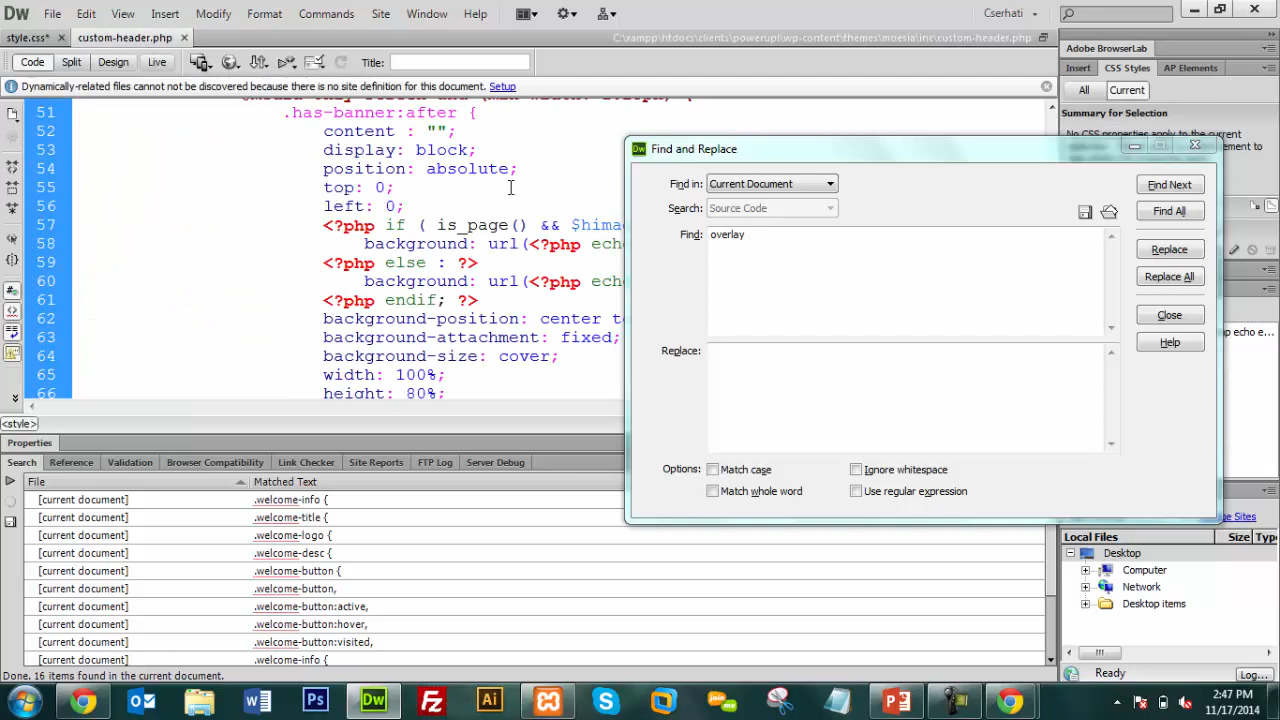 DW File Edit View Insert Modify Format Commands Site Window Help Cserhati
style.css* custom-header.php C:\xampp\htdocs\clients\powerupl\wp-content\themes\moesia\inc\custom-header.php
Code Split Design Live Title:
Dynamically-related files cannot not be discovered because there is no site definition for this document. Setup
51 .has-banner:after {
52 content : "";
53 display: block;
54 position: absolute;
55 top: 0;
56 left: 0;
57 <?php if ( is_page() && $himag
58 background: url(<?php ech
59 <?php else : ?>
60 background: url(<?php ech
61 <?php endif; ?>
62 background-position: center to
63 background-attachment: fixed;
64 background-size: cover;
65 width: 100%;
66 height: 80%;
<style>
Dw Find and Replace
Find in: Current Document Find Next
Search: Source Code Find All
Find: overlay
Replace
Replace All
Close
Help
Replace:
Options: Match case Ignore whitespace
Match whole word Use regular expression
Adobe BrowserLab
Insert CSS Styles AP Elements
All Current
Summary for Selection
No CSS properties apply to the current
p echo e...
Local Files Size Type
Desktop
Computer
Network
Desktop items
Ready Log...
Properties
Search Reference Validation Browser Compatibility Link Checker Site Reports FTP Log Server Debug
File Matched Text
[current document] .welcome-info {
[current document] .welcome-title {
[current document] .welcome-logo {
[current document] .welcome-desc {
[current document] .welcome-button {
[current document] .welcome-button,
[current document] .welcome-button:active,
[current document] .welcome-button:hover,
[current document] .welcome-button:visited,
[current document] .welcome-info {
Done. 16 items found in the current document.
Ps Dw Fz Ai join.me
2:47 PM
11/17/2014